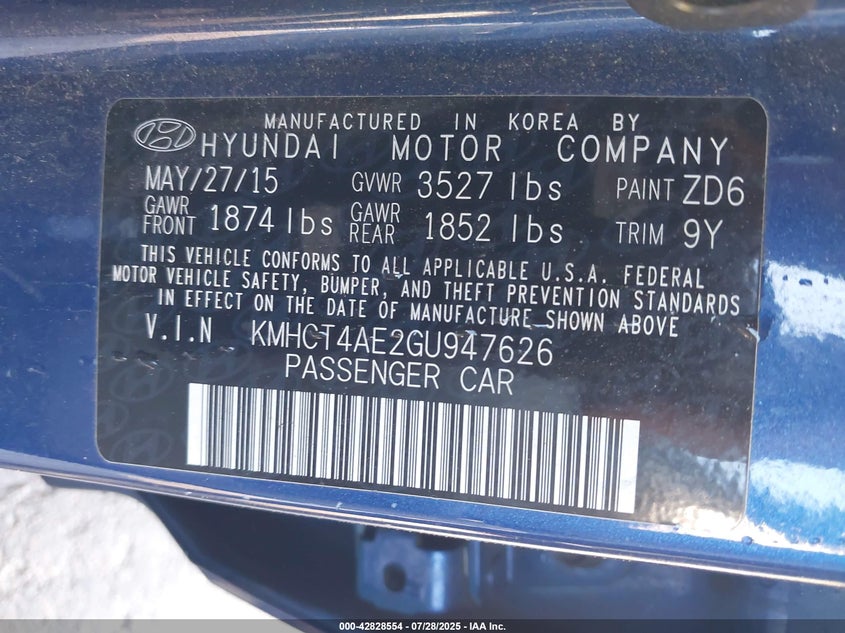 MANUFACTURED IN KOREA BY
HYUNDAI MOTOR COMPANY
MAY/27/15 GVWR 3527 lbs PAINT ZD6
GAWR FRONT 1874 lbs GAWR REAR 1852 lbs TRIM 9Y
THIS VEHICLE CONFORMS TO ALL APPLICABLE U.S.A. FEDERAL
MOTOR VEHICLE SAFETY, BUMPER, AND THEFT PREVENTION STANDARDS
IN EFFECT ON THE DATE OF MANUFACTURE SHOWN ABOVE
V.I.N KMHCT4AE2GU947626
PASSENGER CAR
000-42828554 / 07/28/2025 - IAA Inc.